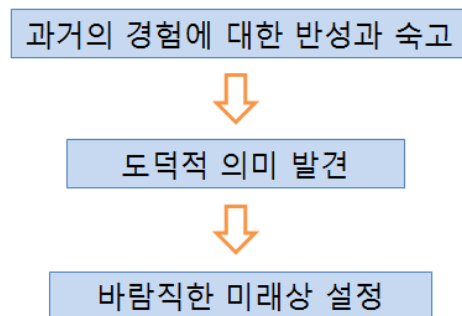 과거의 경험에 대한 반성과 숙고
도덕적 의미 발견
바람직한 미래상 설정